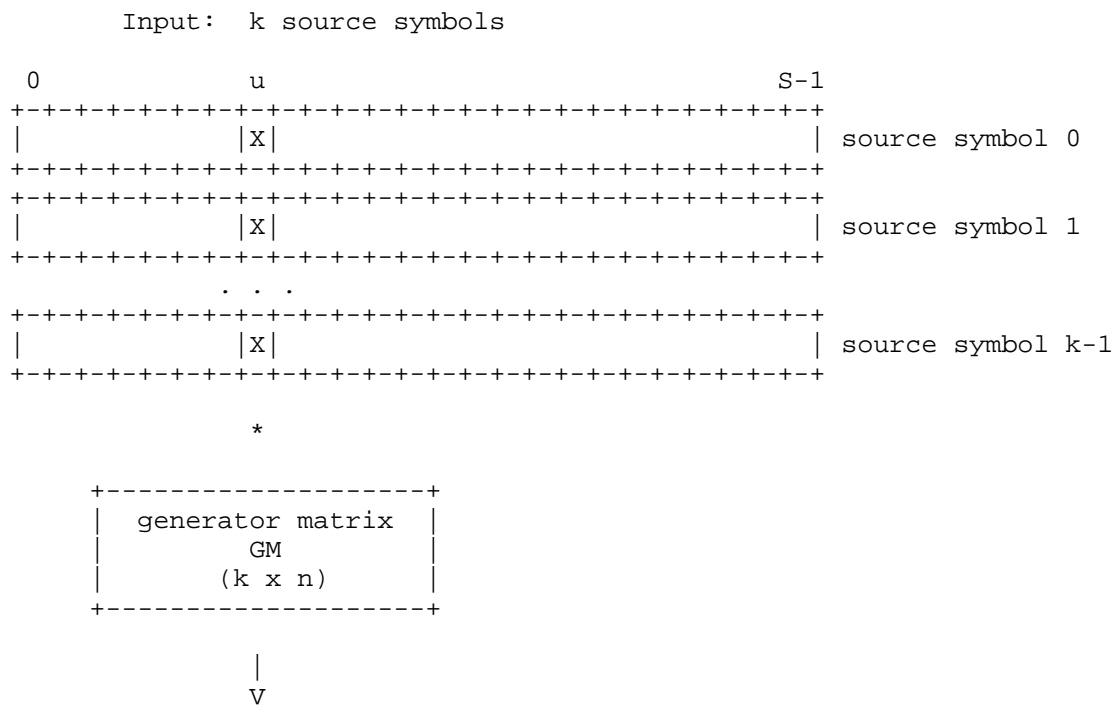 Input:  k source symbols
 0             u                                S-1
+-+-+-+-+-+-+-+-+-+-+-+-+-+-+-+-+-+-+-+-+-+-+-+-+-+
|             |X|                                 | source symbol 0
+-+-+-+-+-+-+-+-+-+-+-+-+-+-+-+-+-+-+-+-+-+-+-+-+-+
+-+-+-+-+-+-+-+-+-+-+-+-+-+-+-+-+-+-+-+-+-+-+-+-+-+
|             |X|                                 | source symbol 1
+-+-+-+-+-+-+-+-+-+-+-+-+-+-+-+-+-+-+-+-+-+-+-+-+-+
             . . .
+-+-+-+-+-+-+-+-+-+-+-+-+-+-+-+-+-+-+-+-+-+-+-+-+-+
|             |X|                                 | source symbol k-1
+-+-+-+-+-+-+-+-+-+-+-+-+-+-+-+-+-+-+-+-+-+-+-+-+-+
               *
     +--------------------+
     |  generator matrix  |
     |         GM         |
     |       (k x n)      |
     +--------------------+
               |
               V